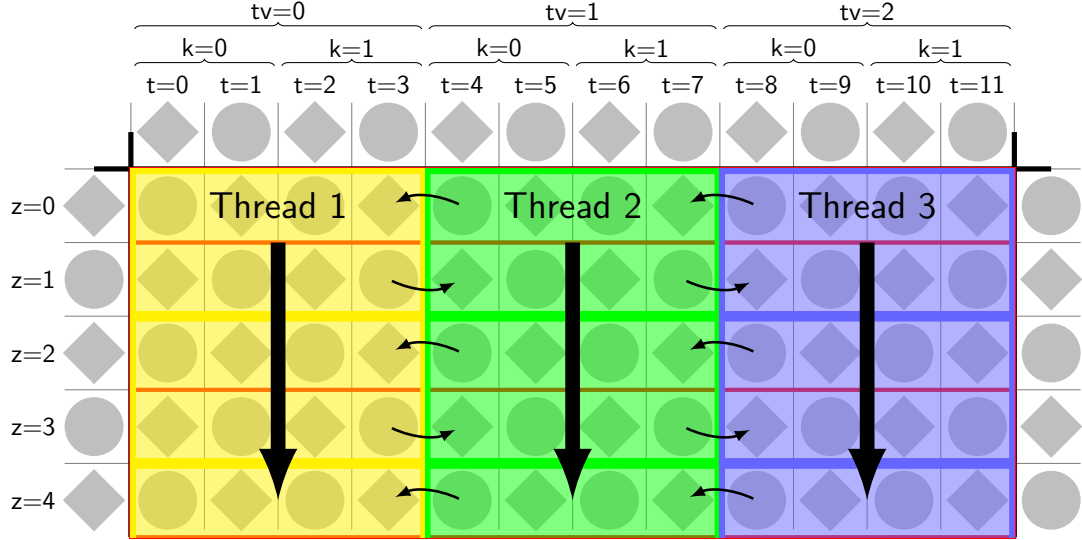 tv=0 tv=1 tv=2
k=0 k=1 k=0 k=1 k=0 k=1
t=0 t=1 t=2 t=3 t=4 t=5 t=6 t=7 t=8 t=9 t=10 t=11
z=0 Thread 1 Thread 2 Thread 3
z=1
z=2
z=3
z=4